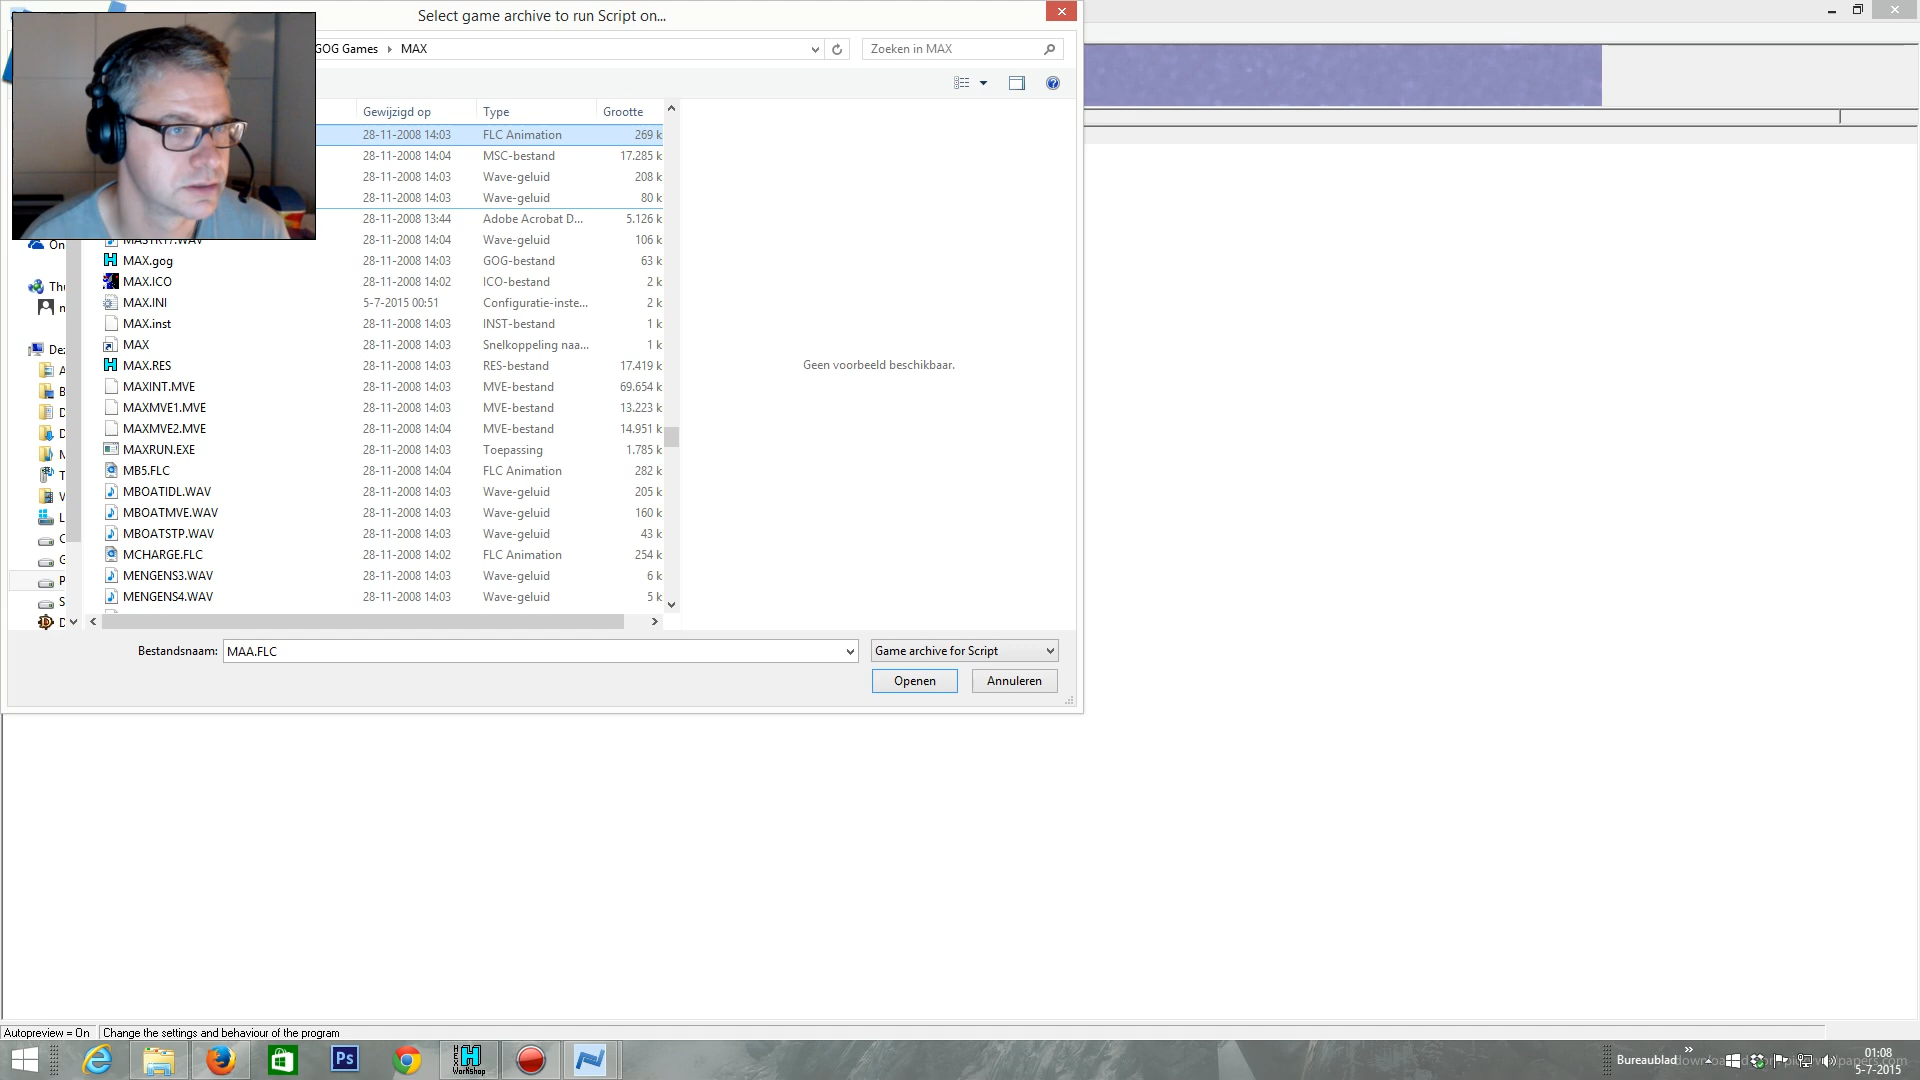 Select game archive to run Script on...
GOG Games MAX
Zoeken in MAX
Gewijzigd op Type Grootte
28-11-2008 14:03 FLC Animation 269 k
28-11-2008 14:04 MSC-bestand 17.285 k
28-11-2008 14:03 Wave-geluid 208 k
28-11-2008 14:03 Wave-geluid 80 k
28-11-2008 13:44 Adobe Acrobat D... 5.126 k
28-11-2008 14:04 Wave-geluid 106 k
MAX.gog 28-11-2008 14:03 GOG-bestand 63 k
MAX.ICO 28-11-2008 14:02 ICO-bestand 2 k
MAX.INI 5-7-2015 00:51 Configuratie-inste... 2 k
MAX.inst 28-11-2008 14:03 INST-bestand 1 k
MAX 28-11-2008 14:03 Snelkoppeling naa... 1 k
MAX.RES 28-11-2008 14:03 RES-bestand 17.419 k
MAXINT.MVE 28-11-2008 14:03 MVE-bestand 69.654 k
MAXMVE1.MVE 28-11-2008 14:03 MVE-bestand 13.223 k
MAXMVE2.MVE 28-11-2008 14:04 MVE-bestand 14.951 k
MAXRUN.EXE 28-11-2008 14:03 Toepassing 1.785 k
MB5.FLC 28-11-2008 14:04 FLC Animation 282 k
MBOATIDL.WAV 28-11-2008 14:03 Wave-geluid 205 k
MBOATMVE.WAV 28-11-2008 14:03 Wave-geluid 160 k
MBOATSTP.WAV 28-11-2008 14:03 Wave-geluid 43 k
MCHARGE.FLC 28-11-2008 14:02 FLC Animation 254 k
MENGENS3.WAV 28-11-2008 14:03 Wave-geluid 6 k
MENGENS4.WAV 28-11-2008 14:03 Wave-geluid 5 k
On
Thu
Dez
Geen voorbeeld beschikbaar.
Bestandsnaam: MAA.FLC
Game archive for Script
Openen Annuleren
Autopreview = On Change the settings and behaviour of the program
Ps
HEX
WorkShop
Bureaublad
01:08
5-7-2015